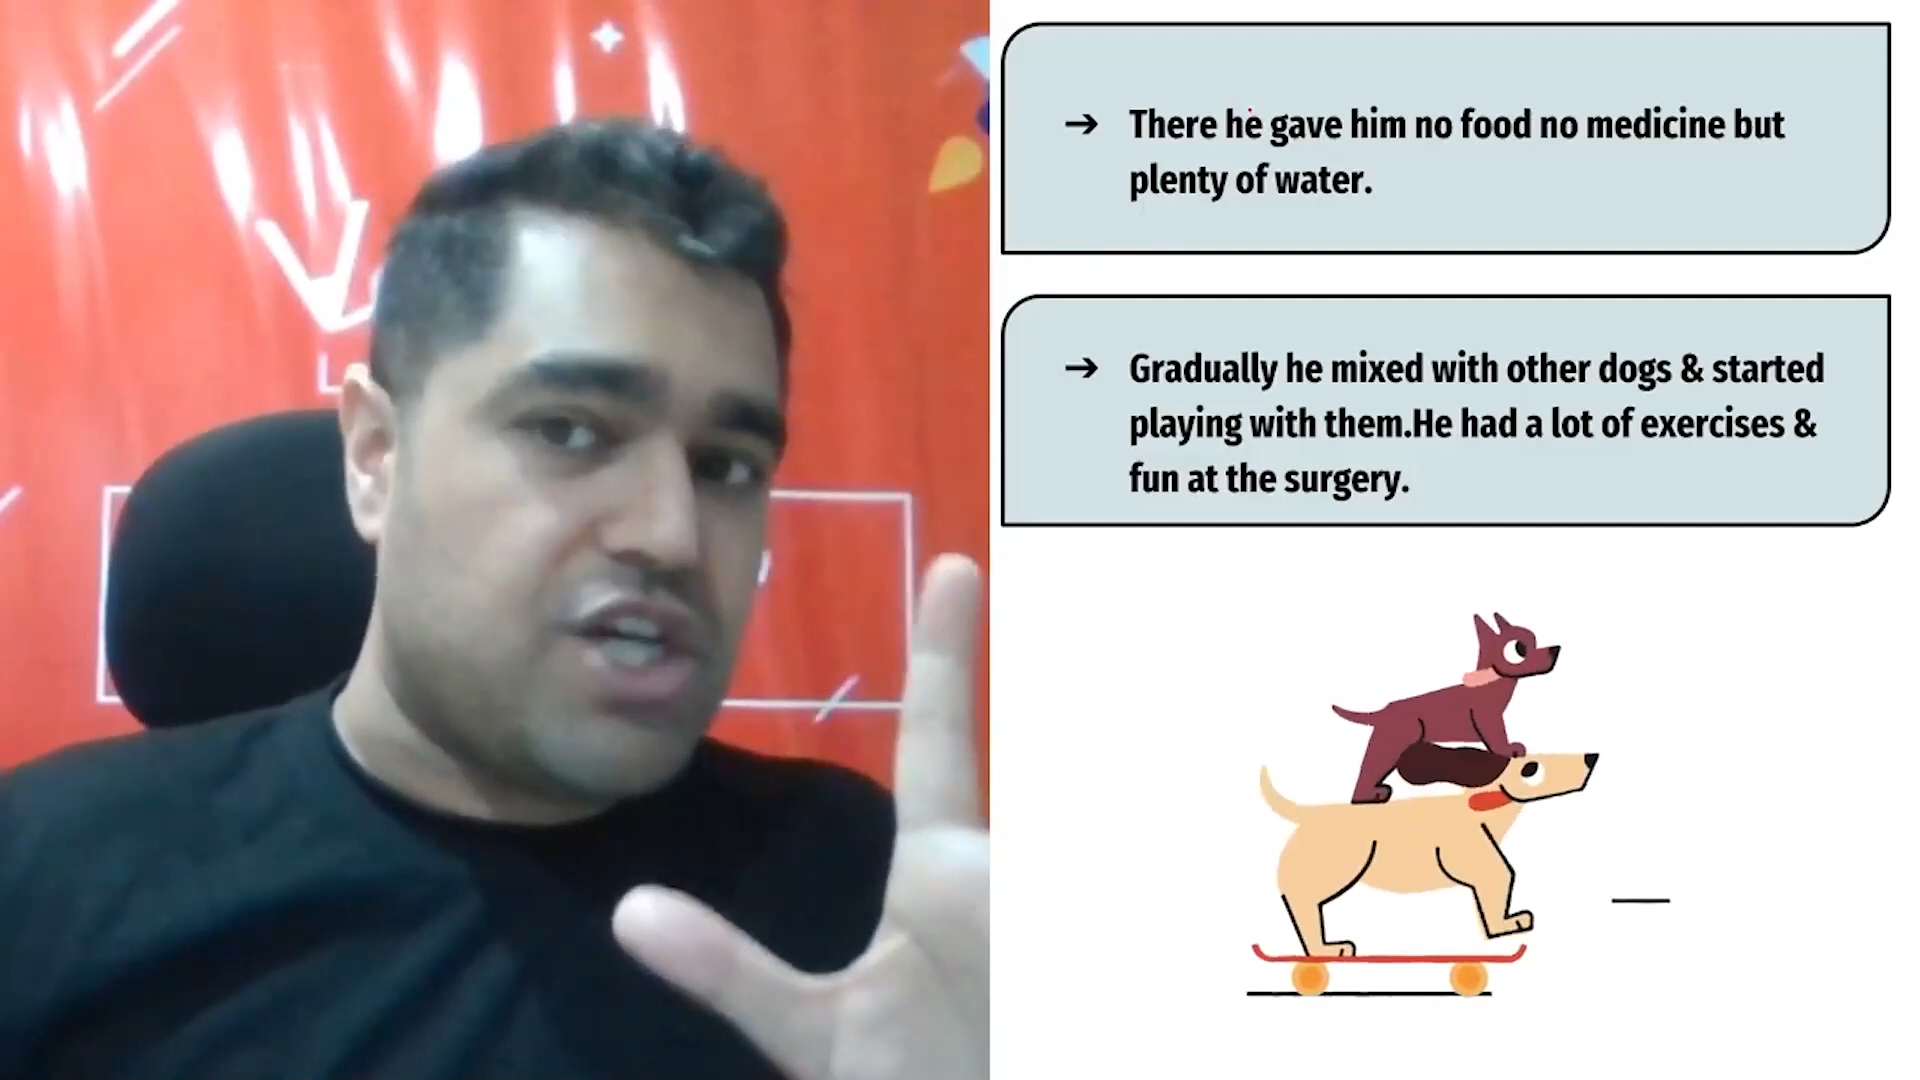 ➔ There he gave him no food no medicine but
plenty of water.
➔ Gradually he mixed with other dogs & started
playing with them.He had a lot of exercises &
fun at the surgery.